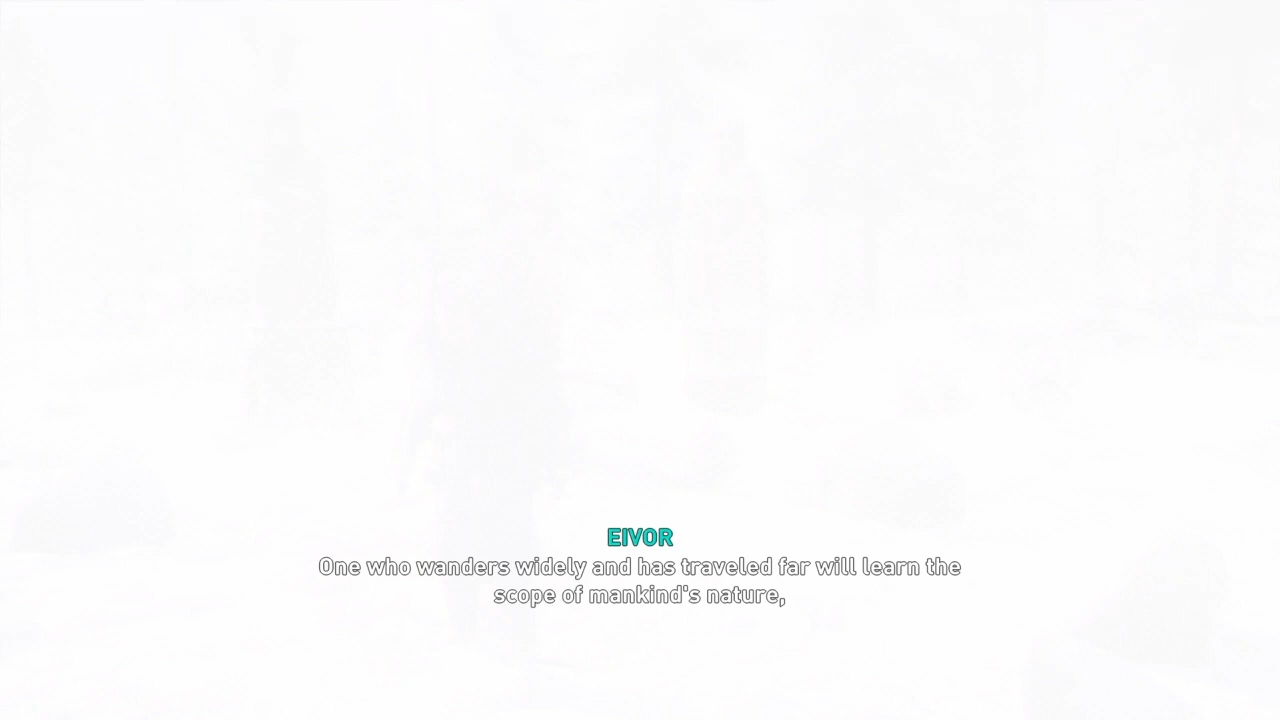 EIVOR
One who wanders widely and has traveled far will learn the
scope of mankind's nature,